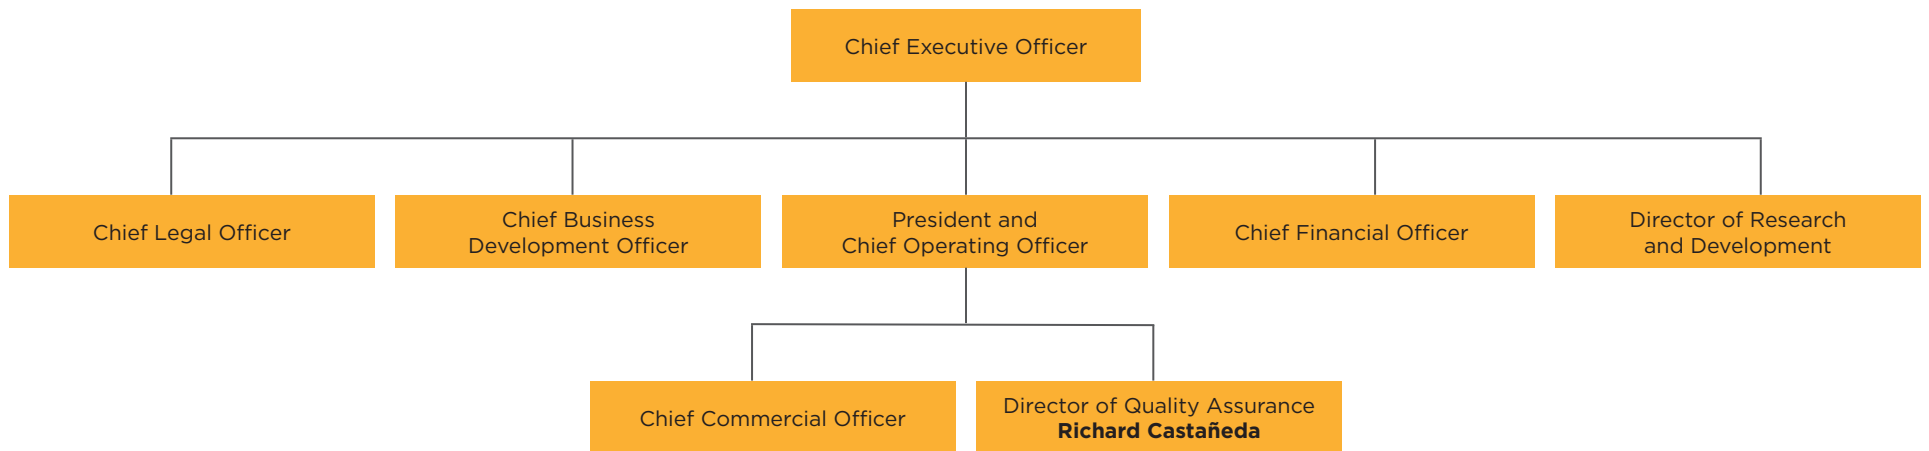 Chief Executive Officer
Chief Legal Officer
Chief Business
Development Officer
President and
Chief Operating Officer
Chief Financial Officer
Director of Research
and Development
Chief Commercial Officer
Director of Quality Assurance
Richard Castañeda